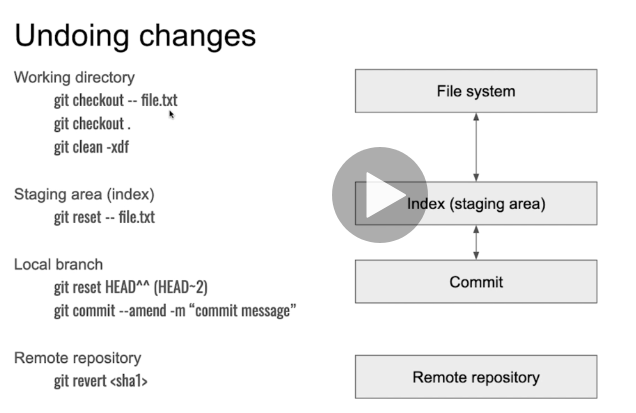 Undoing changes
Working directory
git checkout -- file.txt
git checkout .
git clean -xdf
Staging area (index)
git reset -- file.txt
Local branch
git reset HEAD^^ (HEAD~2)
git commit --amend -m “commit message”
Remote repository
git revert <sha1>
File system
Index (staging area)
Commit
Remote repository